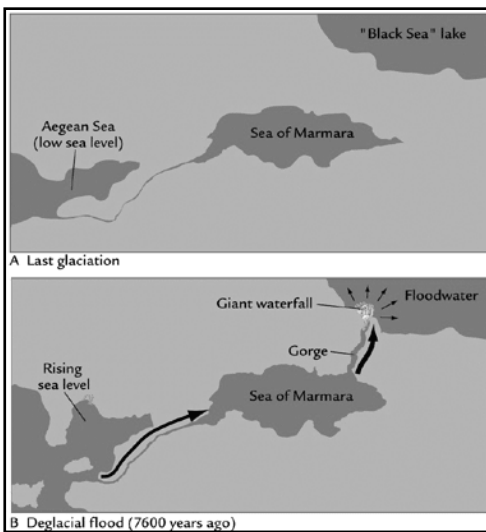 "Black Sea" lake
Aegean Sea
(low sea level)
Sea of Marmara
A Last glaciation
Giant waterfall
Floodwater
Gorge
Rising
sea level
Sea of Marmara
B Deglacial flood (7600 years ago)